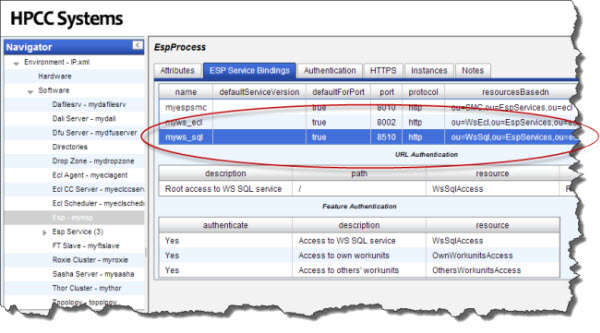 HPCC Systems
Navigator
Environment - IP.xml
Hardware
Software
Dafilesrv - mydafilesrv
Dali Server - mydali
Dfu Server - mydfuserver
Directories
Drop Zone - mydropzone
Ecl Agent - myeclagent
Ecl CC Server - myeclccserver
Ecl Scheduler - myeclschedu
Esp - myesp
Esp Service (3)
FT Slave - myftslave
Roxie Cluster - myroxie
Sasha Server - mysasha
Thor Cluster - mythor
Topology - topology
EspProcess
Attributes ESP Service Bindings Authentication HTTPS Instances Notes
name defaultServiceVersion defaultForPort port protocol resourcesBasedn
myespsmc true 8010 http ou=SMC,ou=EspServices,ou=ecl
myws_ecl true 8002 http ou=WsEcl,ou=EspServices,ou=
myws_sql true 8510 http ou=WsSql,ou=EspServices,ou=
URL Authentication
description path resource
Root access to WS SQL service / WsSqlAccess
Feature Authentication
authenticate description resource
Yes Access to WS SQL service WsSqlAccess
Yes Access to own workunits OwnWorkunitsAccess
Yes Access to others' workunits OthersWorkunitsAccess